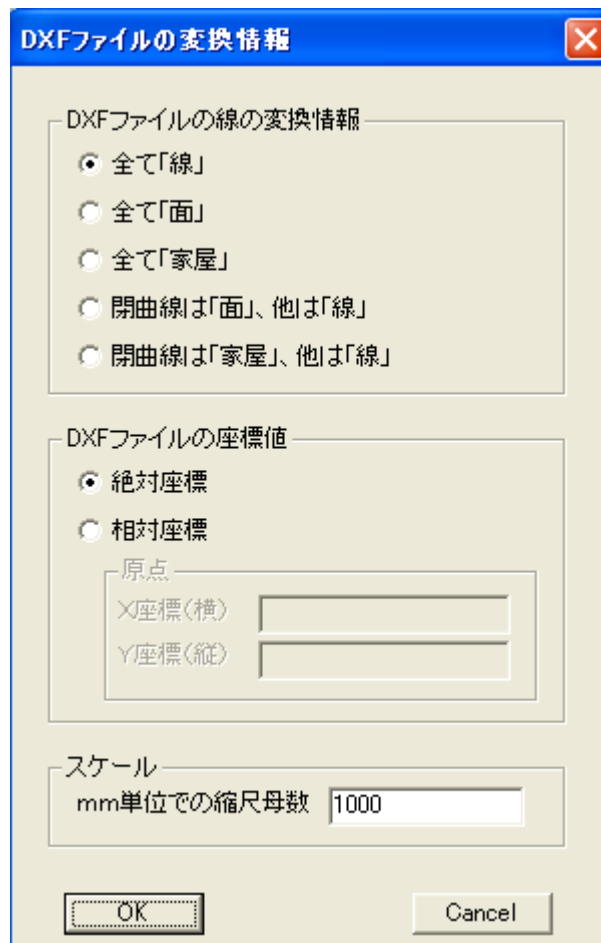 DXFファイルの変換情報
DXFファイルの線の変換情報
全て「線」
全て「面」
全て「家屋」
閉曲線は「面」、他は「線」
閉曲線は「家屋」、他は「線」
DXFファイルの座標値
絶対座標
相対座標
原点
X座標(横)
Y座標(縦)
スケール
mm単位での縮尺母数 1000
OK Cancel